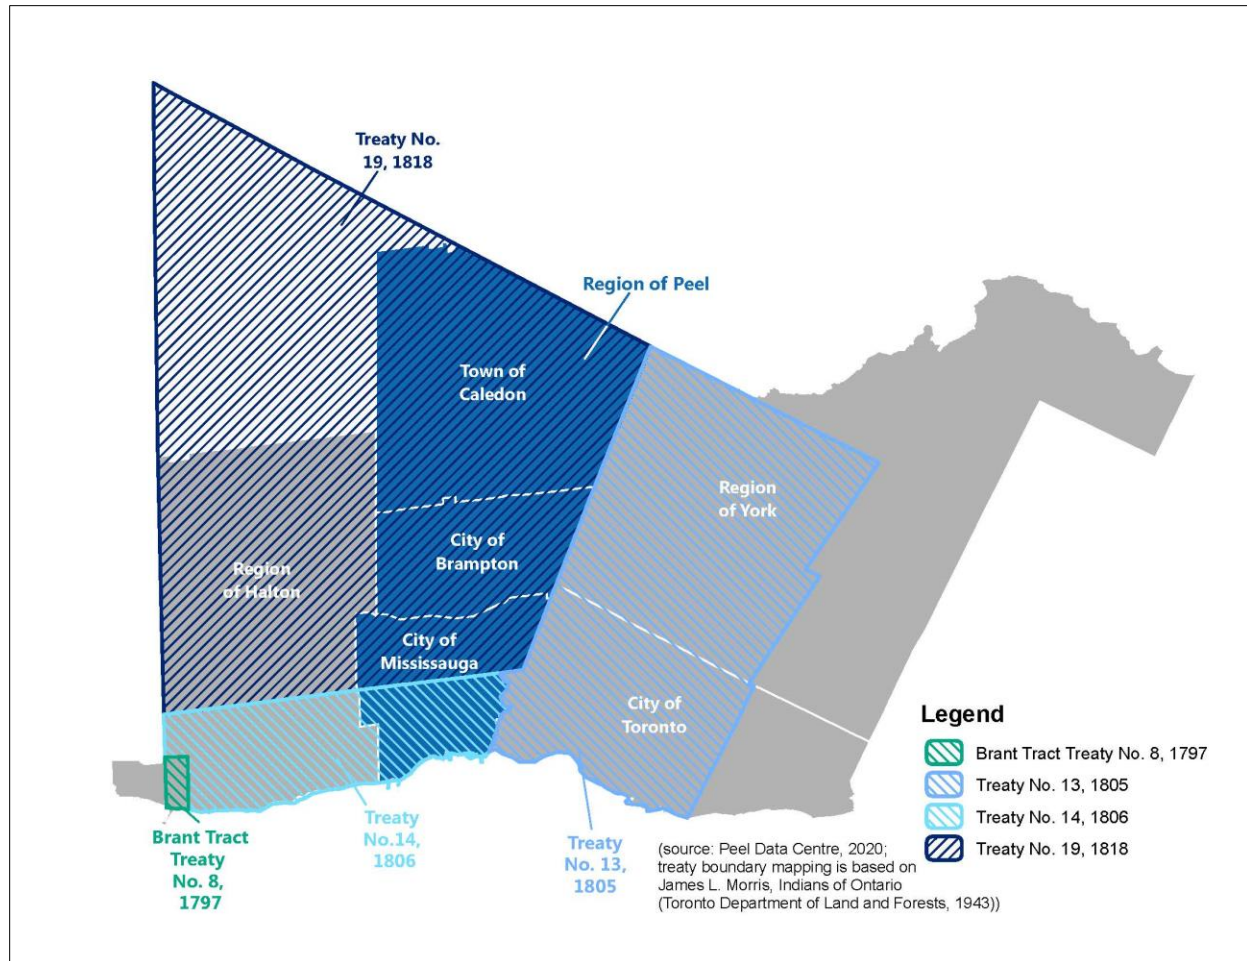 Treaty No.
19, 1818
Region of Peel
Town of
Caledon
Region
of York
City of
Brampton
Region
of Halton
City of
Mississauga
City of
Toronto
Legend
Brant Tract Treaty No. 8, 1797
Treaty No. 13, 1805
Treaty No. 14, 1806
Treaty No. 19, 1818
Brant Tract
Treaty
No. 8,
1797
Treaty
No.14,
1806
Treaty
No. 13,
1805
(source: Peel Data Centre, 2020;
treaty boundary mapping is based on
James L. Morris, Indians of Ontario
(Toronto Department of Land and Forests, 1943))